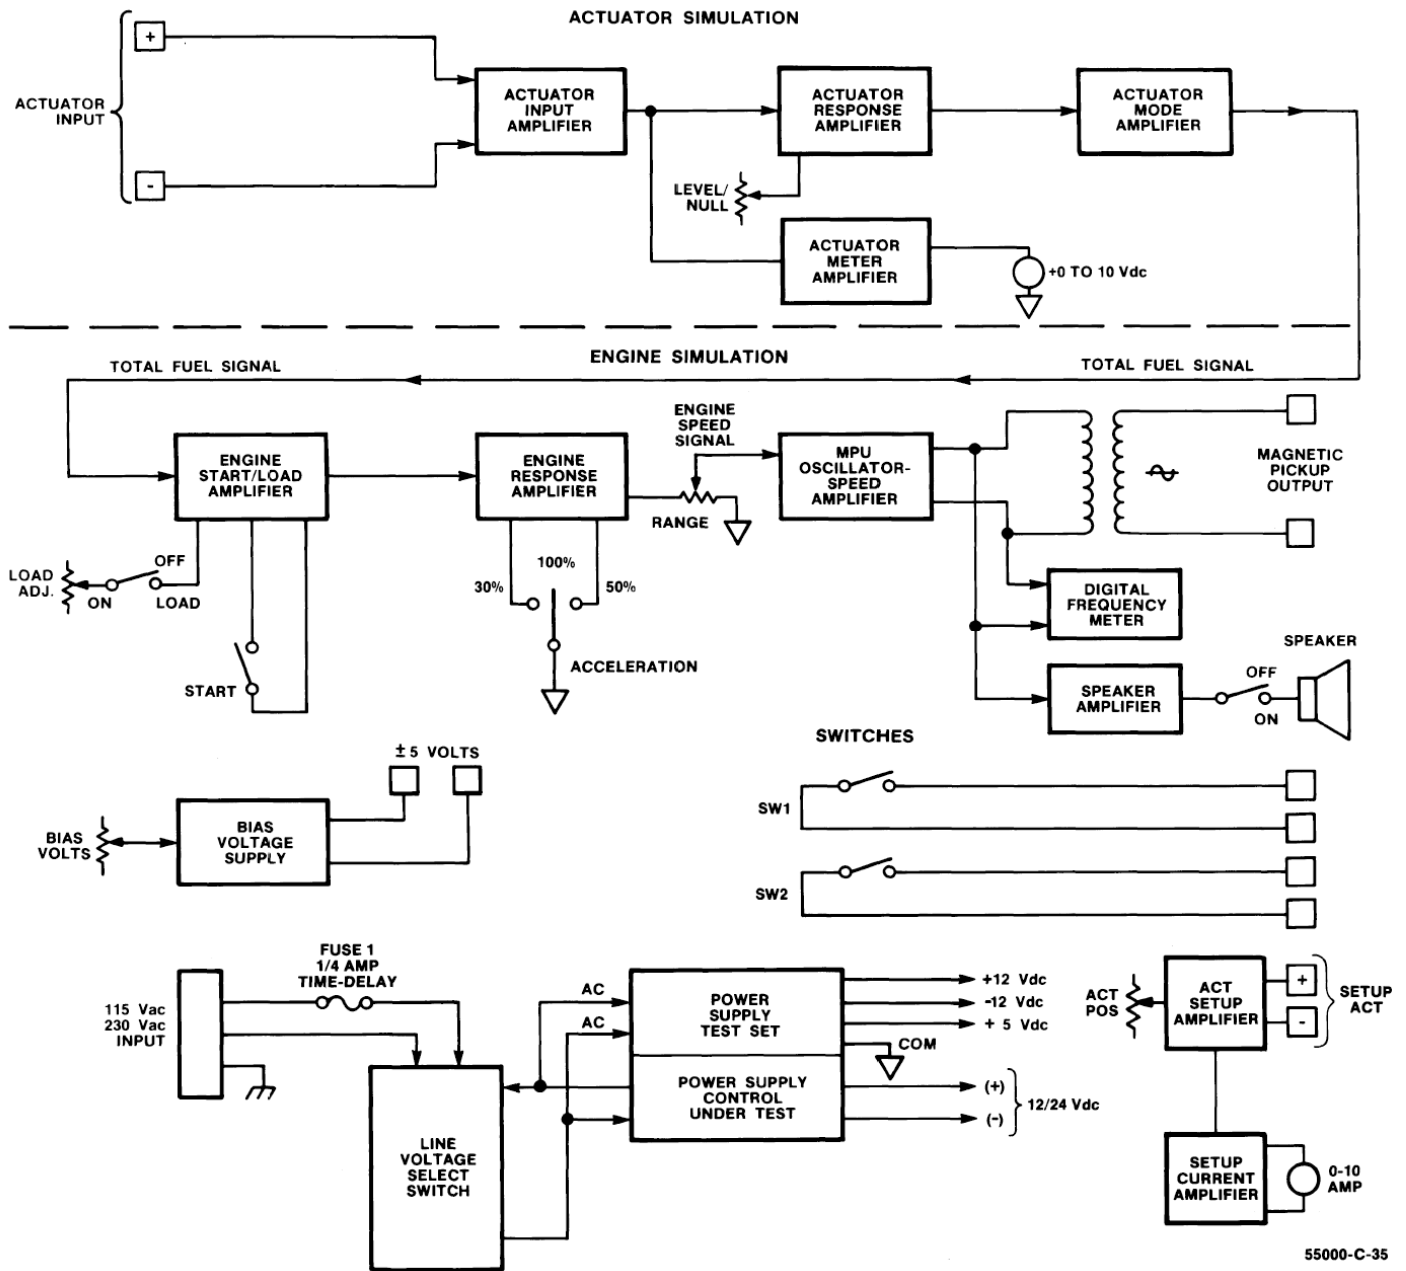 ACTUATOR SIMULATION
+
ACTUATOR
INPUT
-
ACTUATOR
INPUT
AMPLIFIER
ACTUATOR
RESPONSE
AMPLIFIER
ACTUATOR
MODE
AMPLIFIER
LEVEL/
NULL
ACTUATOR
METER
AMPLIFIER
+0 TO 10 Vdc
ENGINE SIMULATION
TOTAL FUEL SIGNAL
TOTAL FUEL SIGNAL
ENGINE
START/LOAD
AMPLIFIER
ENGINE
RESPONSE
AMPLIFIER
ENGINE
SPEED
SIGNAL
RANGE
MPU
OSCILLATOR-
SPEED
AMPLIFIER
MAGNETIC
PICKUP
OUTPUT
LOAD
ADJ.
OFF
ON
LOAD
START
30%
100%
50%
ACCELERATION
DIGITAL
FREQUENCY
METER
SPEAKER
AMPLIFIER
OFF
ON
SPEAKER
± 5 VOLTS
BIAS
VOLTS
BIAS
VOLTAGE
SUPPLY
SWITCHES
SW1
SW2
115 Vac
230 Vac
INPUT
FUSE 1
1/4 AMP
TIME-DELAY
LINE
VOLTAGE
SELECT
SWITCH
AC
AC
POWER
SUPPLY
TEST SET
POWER SUPPLY
CONTROL
UNDER TEST
+12 Vdc
-12 Vdc
+ 5 Vdc
COM
(+)
(-)
12/24 Vdc
ACT
POS
ACT
SETUP
AMPLIFIER
+
-
SETUP
ACT
SETUP
CURRENT
AMPLIFIER
0-10
AMP
55000-C-35